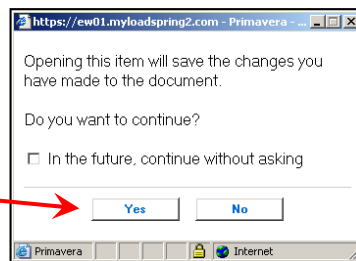 https://ew01.myloadspring2.com - Primavera - ...
Opening this item will save the changes you
have made to the document.
Do you want to continue?
In the future, continue without asking
Yes No
Primavera Internet